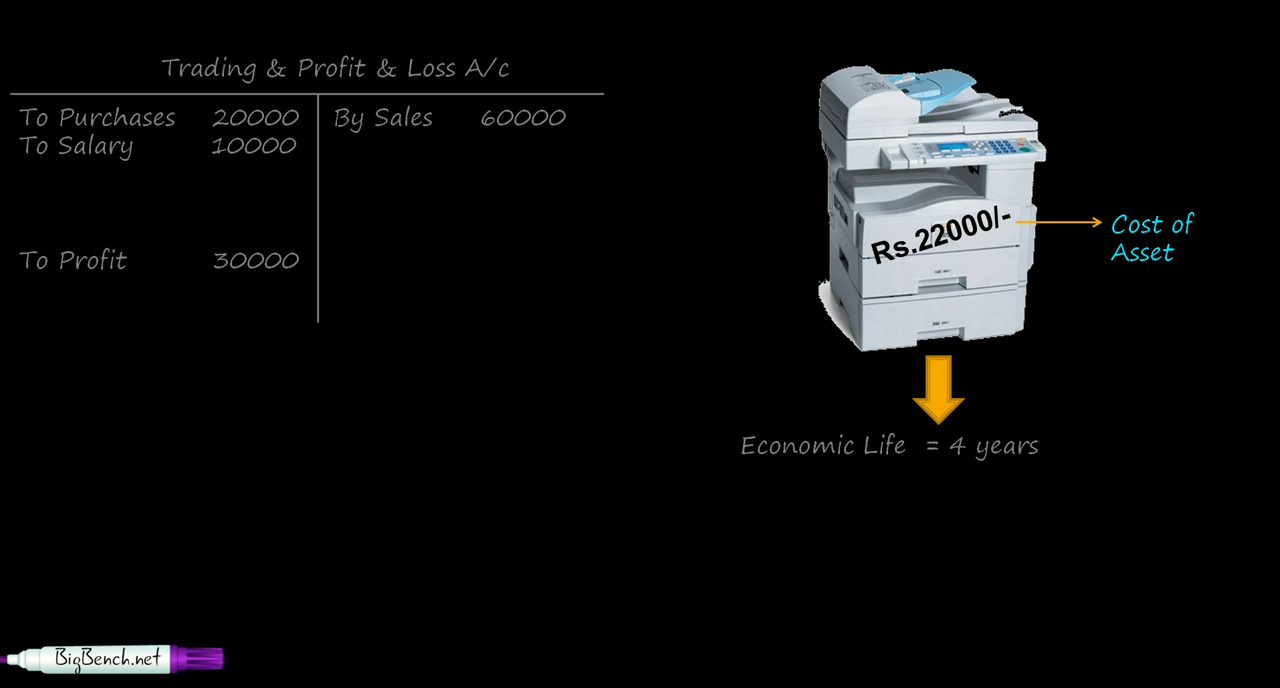 Trading & Profit & Loss A/c
To Purchases 20000 By Sales 60000
To Salary 10000
To Profit 30000
Rs.22000/-
Cost of
Asset
Economic Life = 4 years
BigBench.net